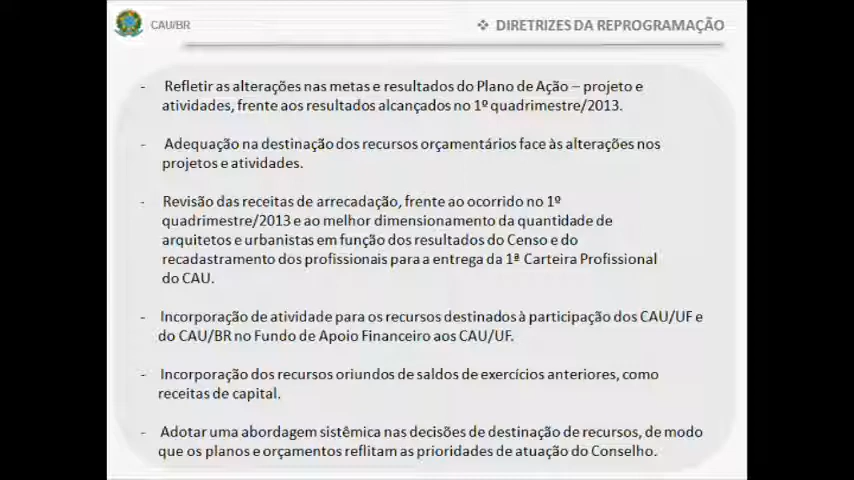 CAU/BR
❖ DIRETRIZES DA REPROGRAMAÇÃO
- Refletir as alterações nas metas e resultados do Plano de Ação – projeto e
atividades, frente aos resultados alcançados no 1º quadrimestre/2013.
- Adequação na destinação dos recursos orçamentários face às alterações nos
projetos e atividades.
- Revisão das receitas de arrecadação, frente ao ocorrido no 1º
quadrimestre/2013 e ao melhor dimensionamento da quantidade de
arquitetos e urbanistas em função dos resultados do Censo e do
recadastramento dos profissionais para a entrega da 1ª Carteira Profissional
do CAU.
- Incorporação de atividade para os recursos destinados à participação dos CAU/UF e
do CAU/BR no Fundo de Apoio Financeiro aos CAU/UF.
- Incorporação dos recursos oriundos de saldos de exercícios anteriores, como
receitas de capital.
- Adotar uma abordagem sistêmica nas decisões de destinação de recursos, de modo
que os planos e orçamentos reflitam as prioridades de atuação do Conselho.